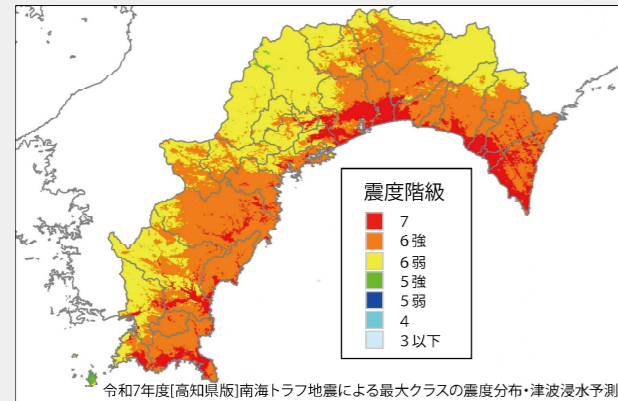 震度階級
7
6強
6弱
5強
5弱
4
3以下
令和7年度[高知県版]南海トラフ地震による最大クラスの震度分布・津波浸水予測